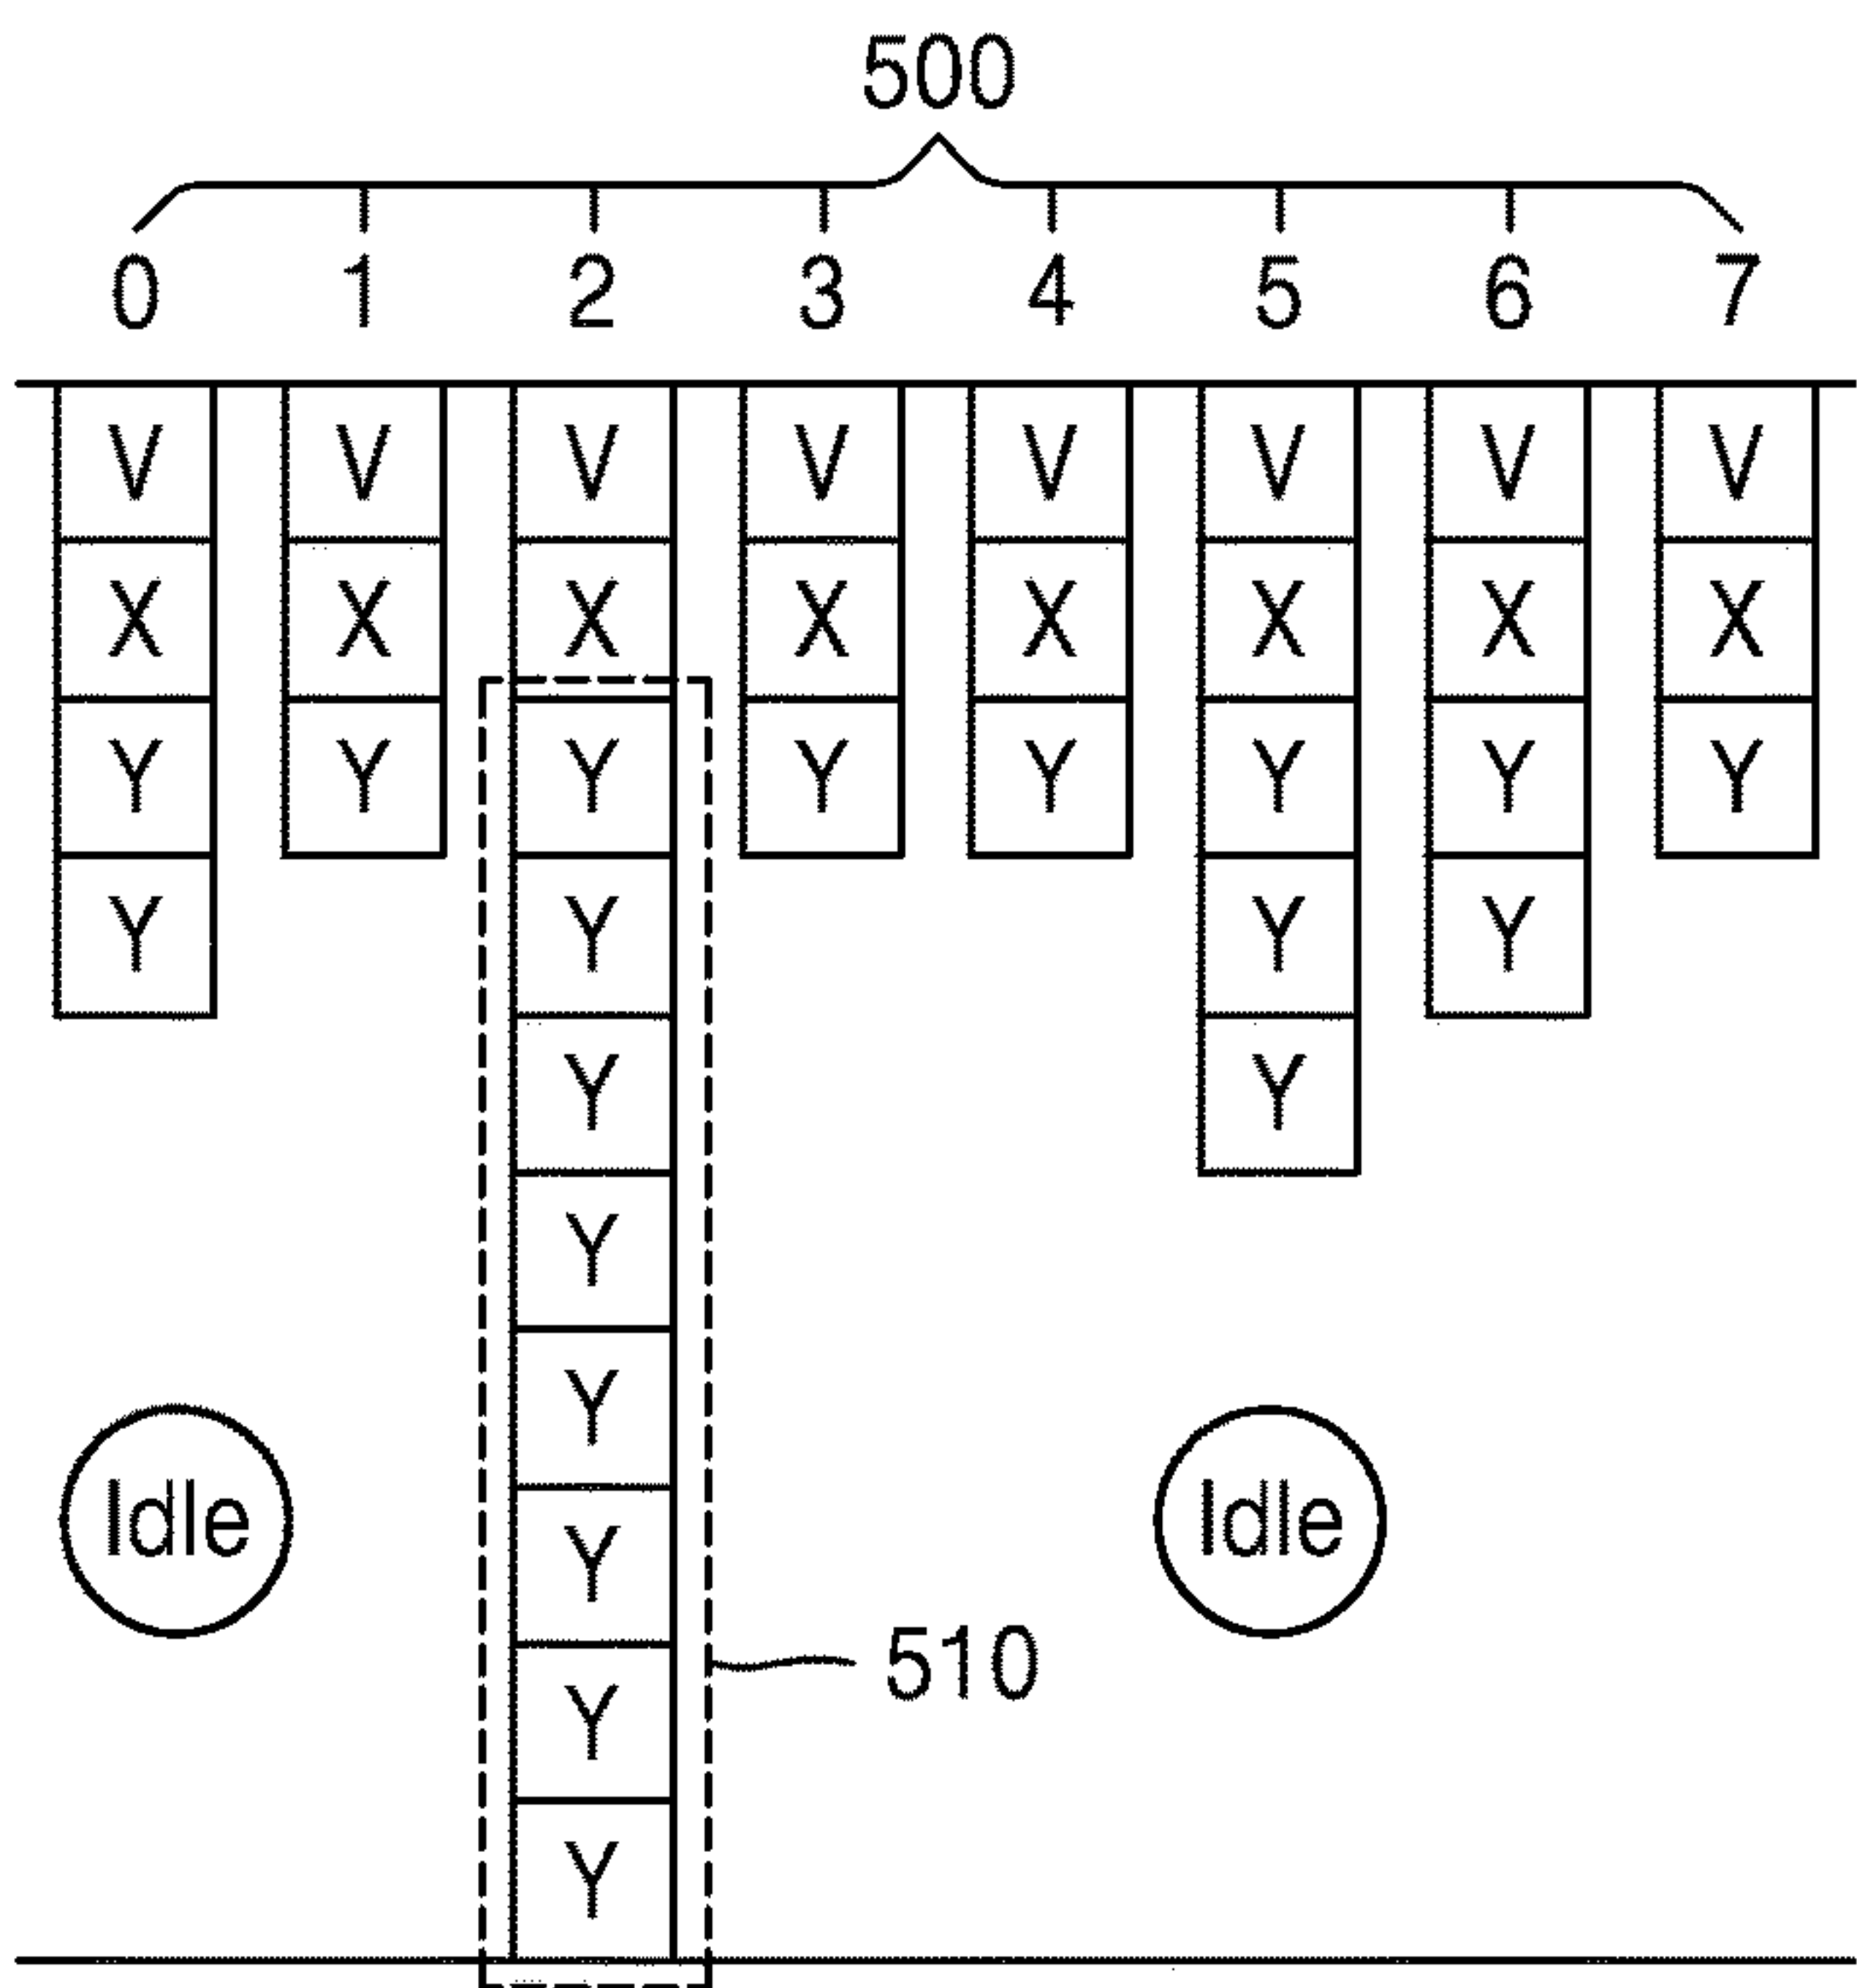 500
0 1 2 3 4 5 6 7
V V V V V V V V
X X X X X X X X
Y Y Y Y Y Y Y Y
Y Y Y Y
Y Y
Y
Y
Idle Y Idle
510
Y
Y